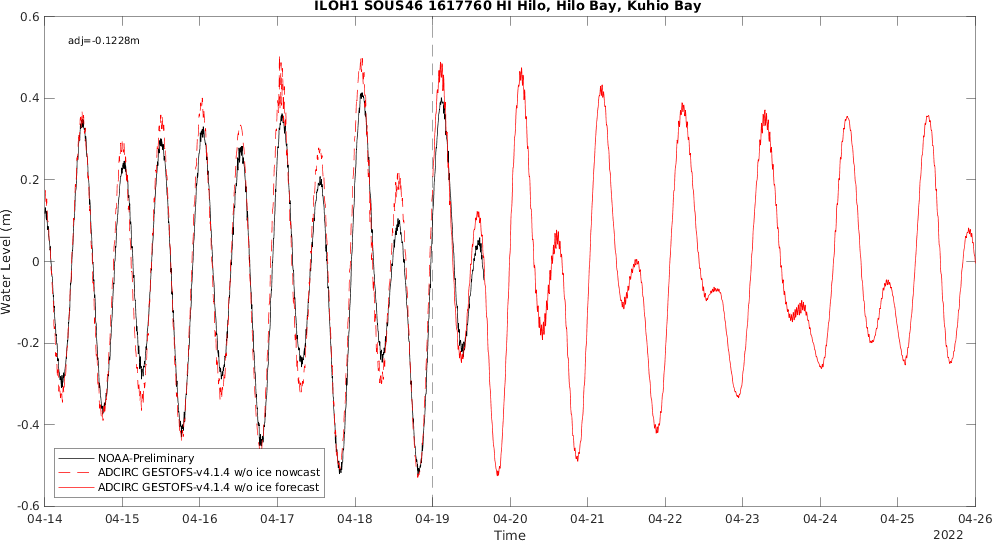 ILOH1 SOUS46 1617760 HI Hilo, Hilo Bay, Kuhio Bay
adj=-0.1228m
0.6
0.4
0.2
0
-0.2
-0.4
-0.6
Water Level (m)
NOAA-Preliminary
ADCIRC GESTOFS-v4.1.4 w/o ice nowcast
ADCIRC GESTOFS-v4.1.4 w/o ice forecast
04-14 04-15 04-16 04-17 04-18 04-19 04-20 04-21 04-22 04-23 04-24 04-25 04-26
Time
2022